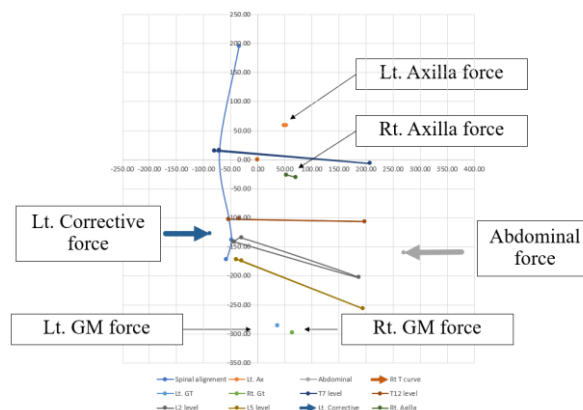 200.00
150.00
Lt. Axilla force
100.00
50.00
Rt. Axilla force
0.00
-250.00 -200.00 -150.00 -100.00 -50.00 0.00 50.00 100.00 150.00 200.00 250.00 300.00 350.00 400.00
-50.00
Lt. Corrective
force
-100.00
-150.00
Abdominal
force
-200.00
-250.00
Lt. GM force
Rt. GM force
-300.00
-350.00
Spinal alignment Lt. Ax Abdominal Rt T curve
Lt. GT Rt. Gt T7 level T12 level
L2 level L5 level Lt. Corrective Rt. Axilla